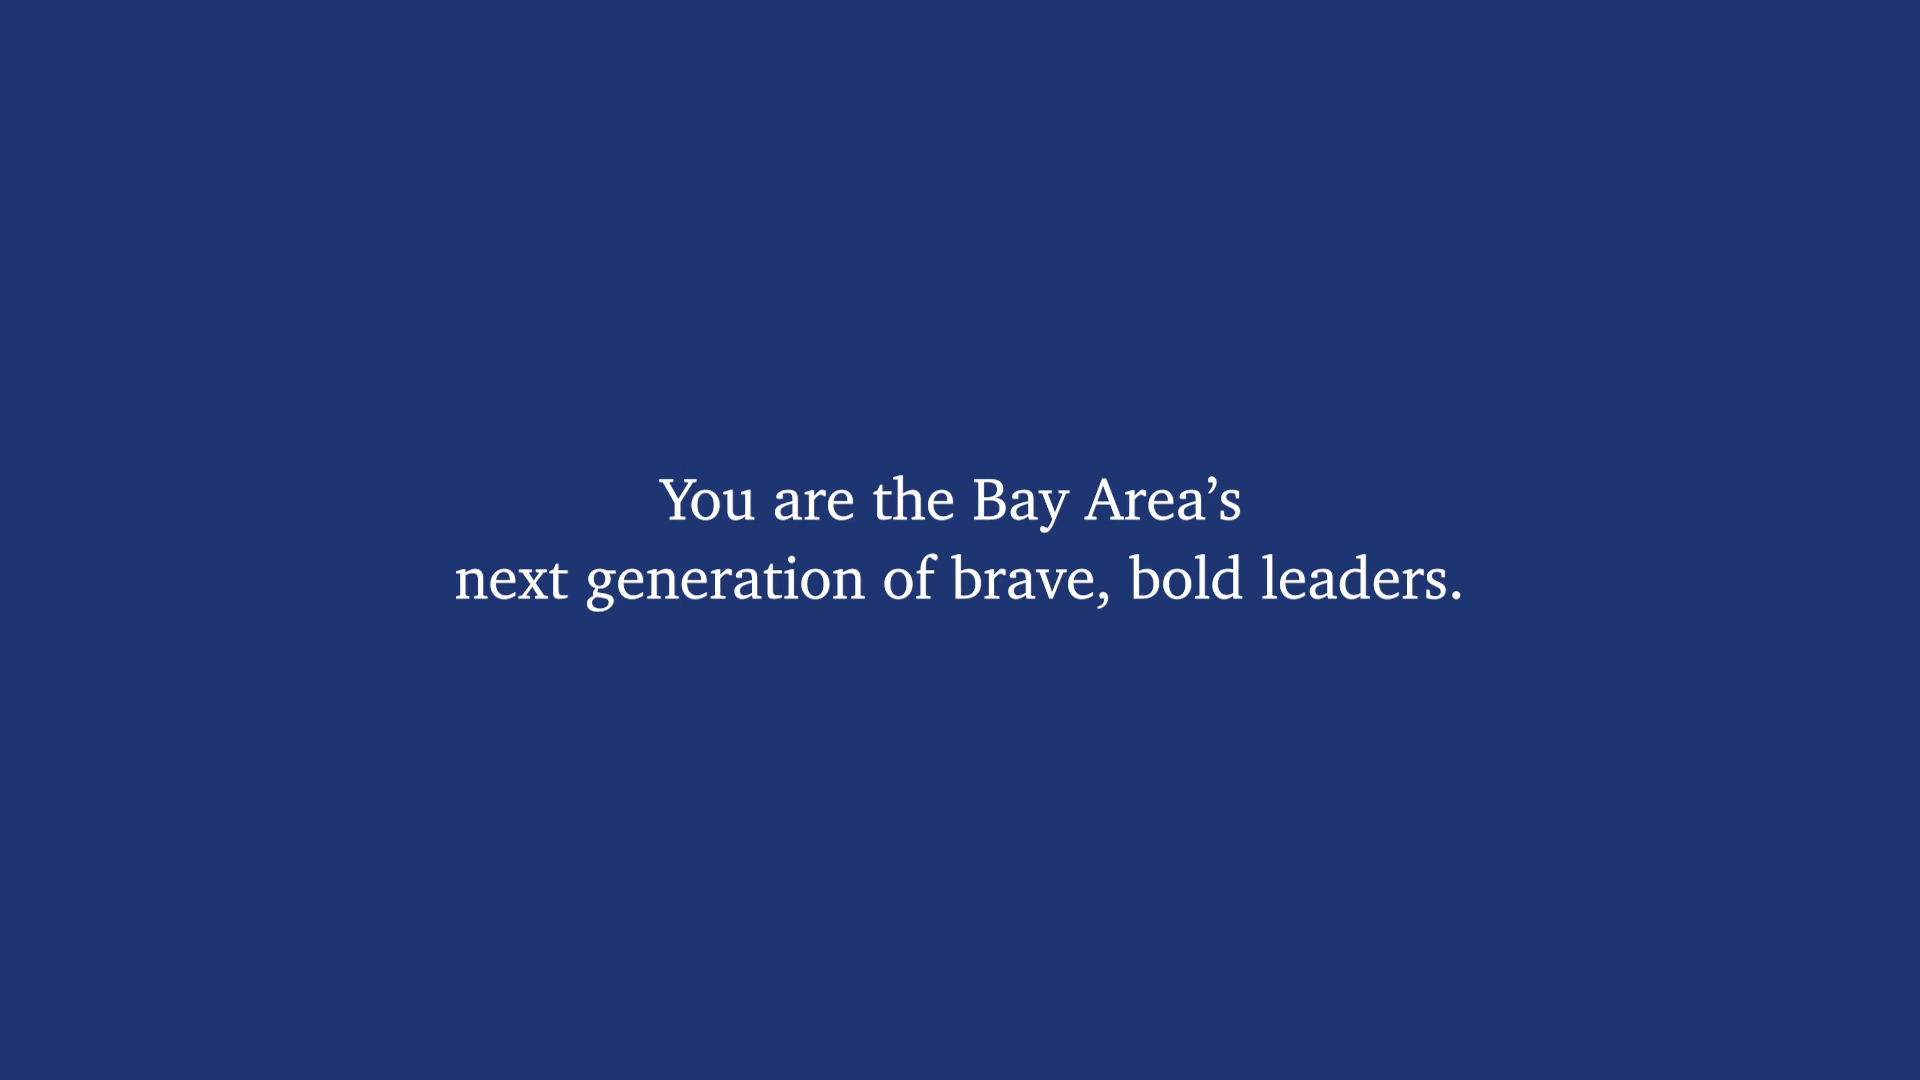 You are the Bay Area’s
next generation of brave, bold leaders.